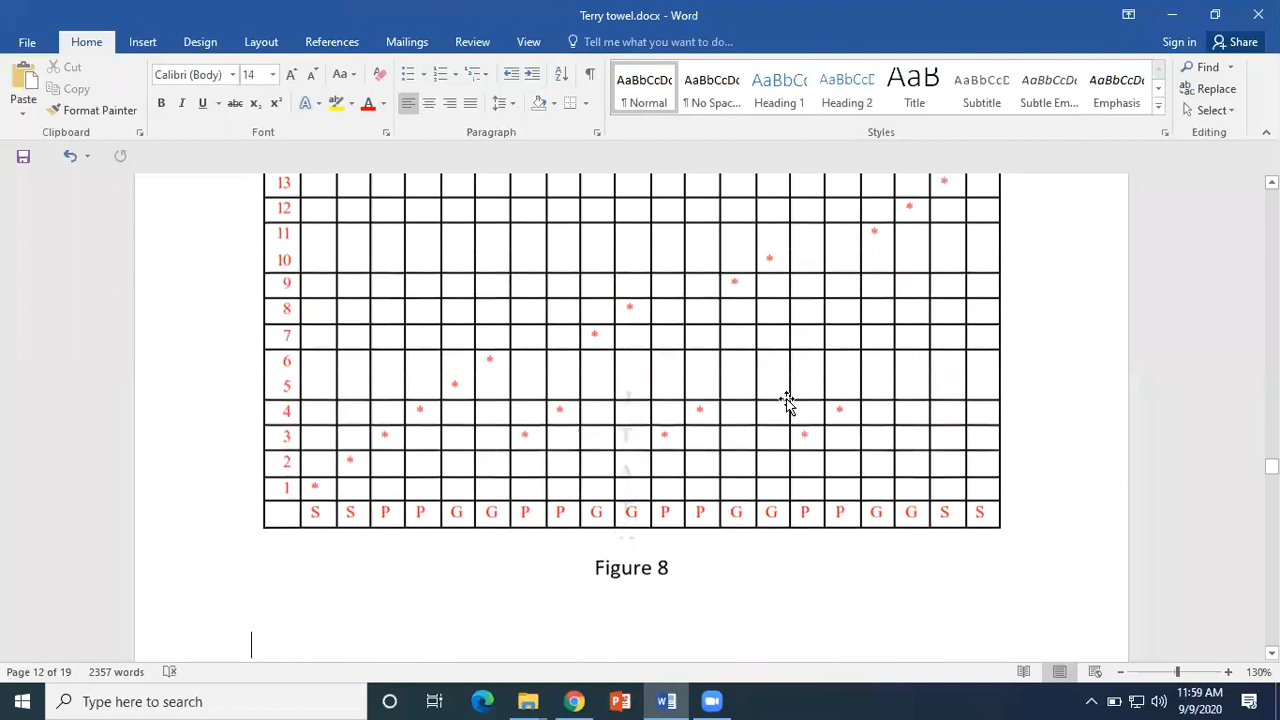 Terry towel.docx - Word
File Home Insert Design Layout References Mailings Review View Tell me what you want to do... Sign in Share
Paste Cut Copy Format Painter
Calibri (Body) 14
AaBbCcDc AaBbCcDc AaBbCc AaBbCcD AaB AaBbCcD AaBbCcDc AaBbCcDc
¶ Normal ¶ No Spac... Heading 1 Heading 2 Title Subtitle Subtle Em... Emphasis
Find Replace Select
Clipboard Font Paragraph Styles Editing
13 *
12 *
11 *
10 *
9 *
8 *
7 *
6 *
5 *
4 * * * *
3 * * * *
2 *
1 *
S S P P G G P P G G P P G G P P G G S S
Figure 8
Page 12 of 19 2357 words 130%
Type here to search
11:59 AM
9/9/2020